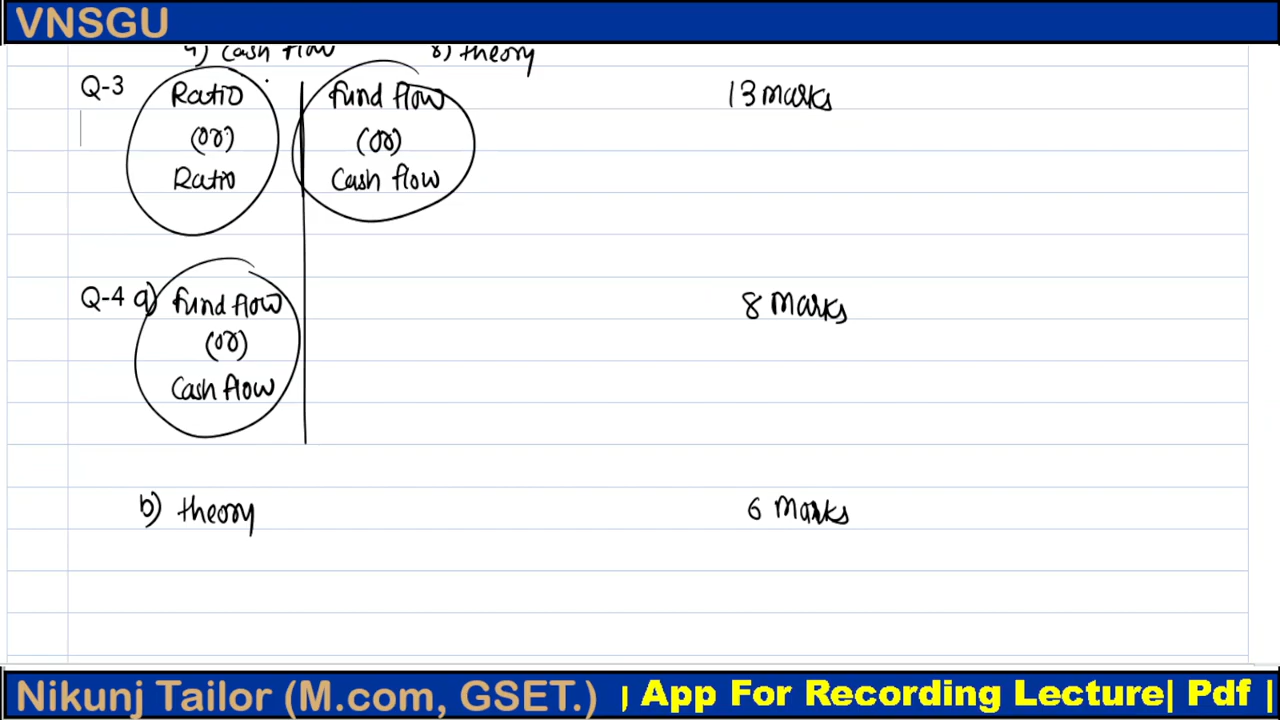 VNSGU
4) Cash flow 8) theory
Q-3 Ratio Fund flow 13 marks
(or) (or)
Ratio Cash flow
Q-4 a) Fund flow 8 Marks
(or)
Cash flow
b) theory 6 Marks
Nikunj Tailor (M.com, GSET.) | App For Recording Lecture| Pdf |